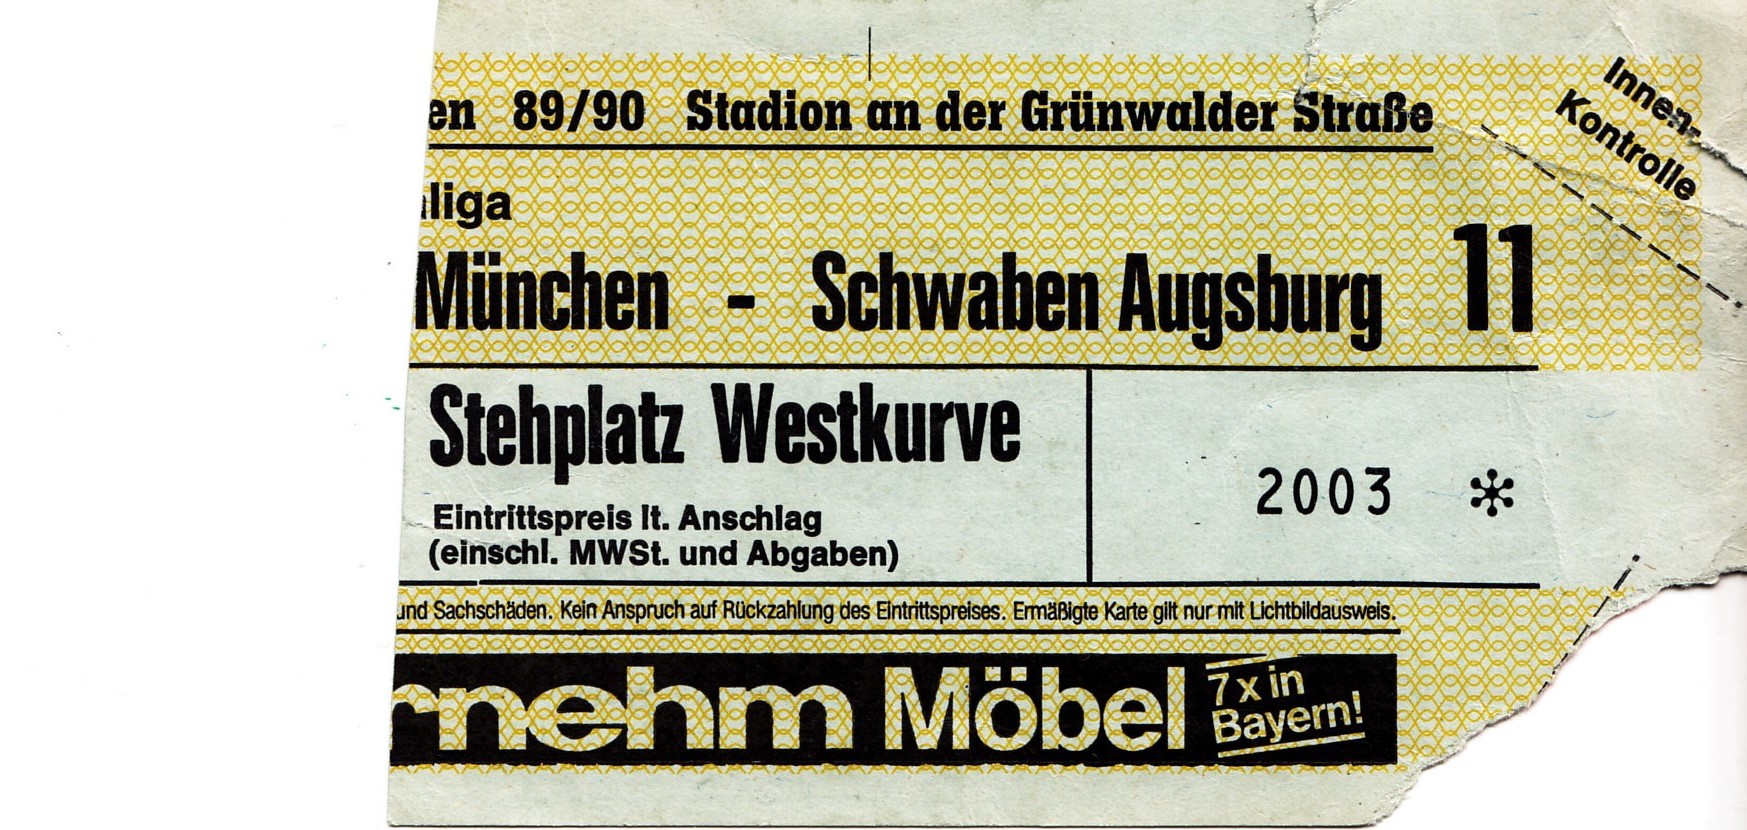 en 89/90 Stadion an der Grünwalder Straße
Innen-
Kontrolle
liga
München - Schwaben Augsburg 11
Stehplatz Westkurve
2003 *
Eintrittspreis lt. Anschlag
(einschl. MWSt. und Abgaben)
und Sachschäden. Kein Anspruch auf Rückzahlung des Eintrittspreises. Ermäßigte Karte gilt nur mit Lichtbildausweis.
rnehm Möbel 7x in
Bayern!